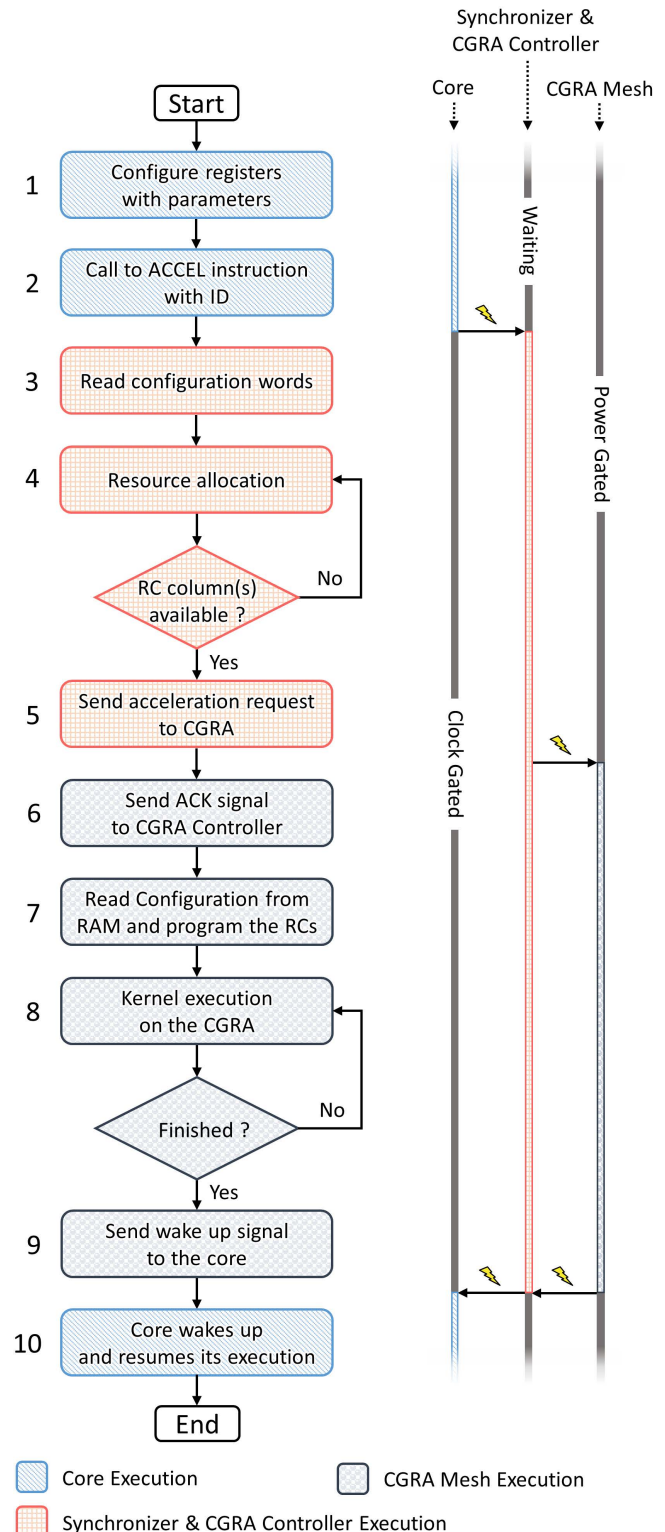 Synchronizer &
CGRA Controller
Core
CGRA Mesh
Start
1
Configure registers
with parameters
2
Call to ACCEL instruction
with ID
3
Read configuration words
4
Resource allocation
RC column(s)
available ?
No
Yes
5
Send acceleration request
to CGRA
6
Send ACK signal
to CGRA Controller
7
Read Configuration from
RAM and program the RCs
8
Kernel execution
on the CGRA
Finished ?
No
Yes
9
Send wake up signal
to the core
10
Core wakes up
and resumes its execution
End
Waiting
Power Gated
Clock Gated
Core Execution
CGRA Mesh Execution
Synchronizer & CGRA Controller Execution